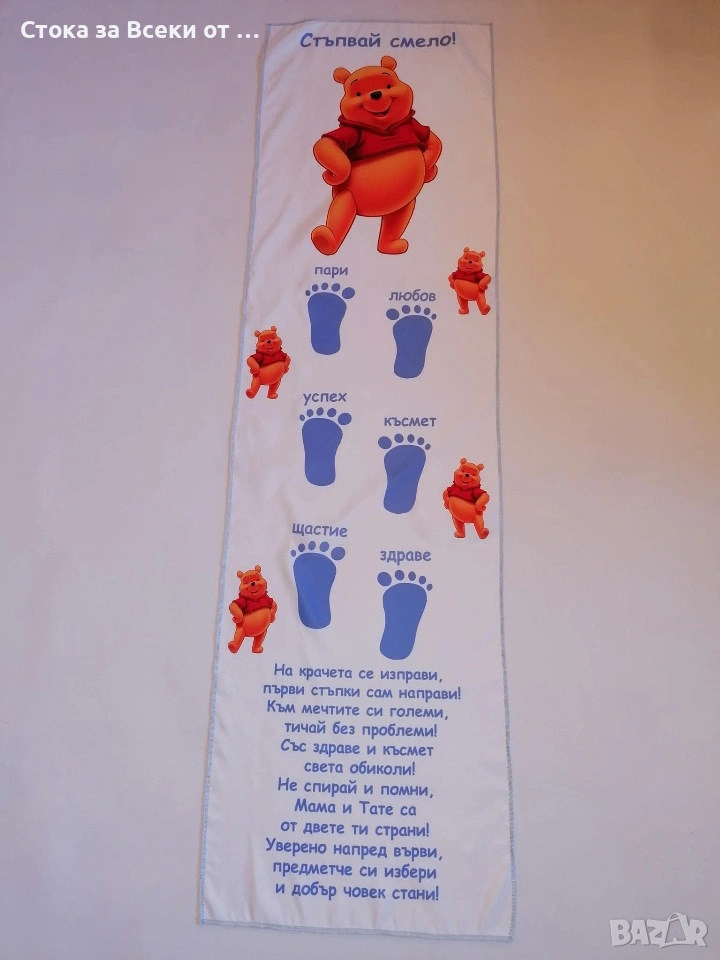 Стока за Всеки от ...
Стъпвай смело!
пари
любов
успех
късмет
щастие
здраве
На крачета се изправи,
първи стъпки сам направи!
Към мечтите си големи,
тичай без проблеми!
Със здраве и късмет
света обиколи!
Не спирай и помни,
Мама и Тате са
от двете ти страни!
Уверено напред върви,
предметче си избери
и добър човек стани!
BAZAR